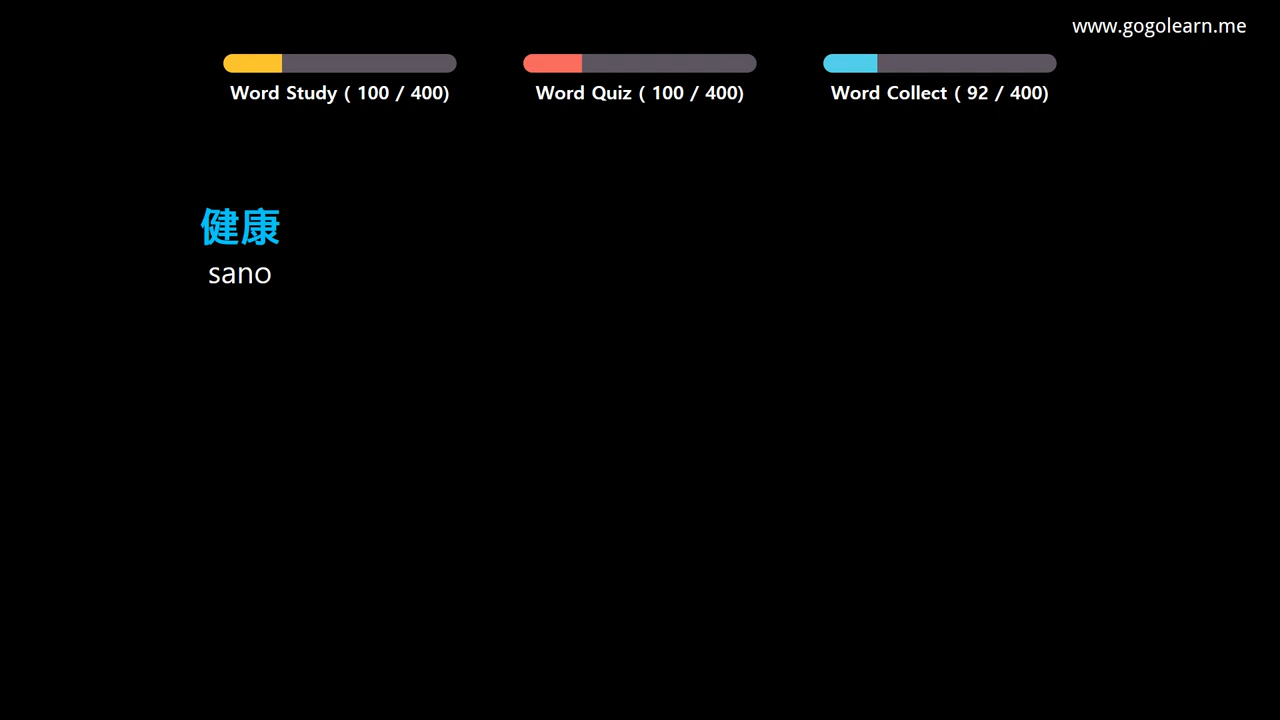 www.gogolearn.me
Word Study ( 100 / 400)
Word Quiz ( 100 / 400)
Word Collect ( 92 / 400)
健康
sano